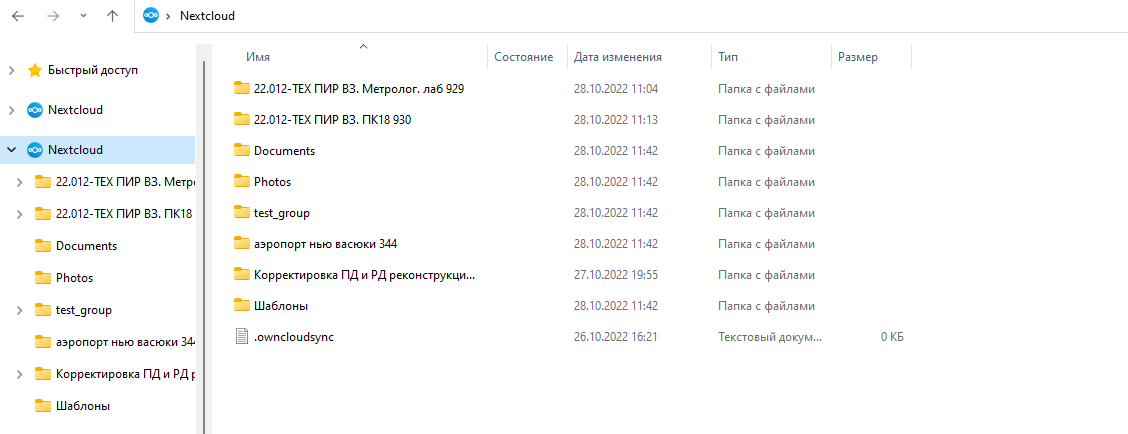 Nextcloud
Имя Состояние Дата изменения Тип Размер
Быстрый доступ
Nextcloud
Nextcloud
22.012-ТЕХ ПИР ВЗ. Метро
22.012-ТЕХ ПИР ВЗ. ПК18
Documents
Photos
test_group
аэропорт нью васюки 344
Корректировка ПД и РД р
Шаблоны
22.012-ТЕХ ПИР ВЗ. Метролог. лаб 929 28.10.2022 11:04 Папка с файлами
22.012-ТЕХ ПИР ВЗ. ПК18 930 28.10.2022 11:13 Папка с файлами
Documents 28.10.2022 11:42 Папка с файлами
Photos 28.10.2022 11:42 Папка с файлами
test_group 28.10.2022 11:42 Папка с файлами
аэропорт нью васюки 344 28.10.2022 11:42 Папка с файлами
Корректировка ПД и РД реконструкци... 27.10.2022 19:55 Папка с файлами
Шаблоны 28.10.2022 11:42 Папка с файлами
.owncloudsync 26.10.2022 16:21 Текстовый докум... 0 КБ